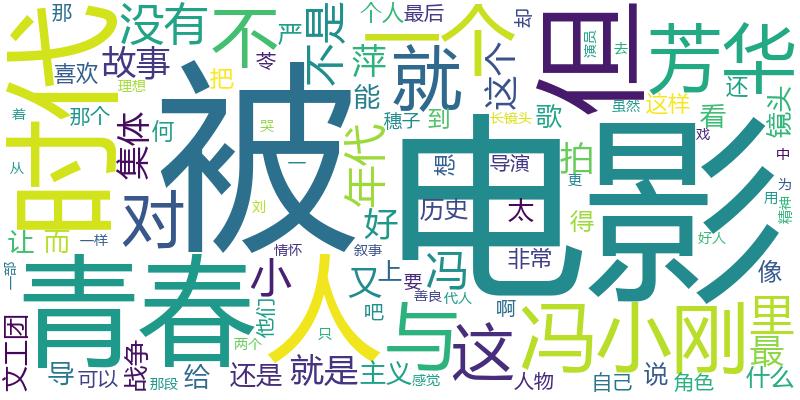 那
没有
不
不是
严
一个
个人
最后
却
但
演员
去
芳华
还
喜欢
故事
把
理想
苓
萍
就
这个
能
时代
着
那个
集体
何
被
哭
一
年代
穗子
到
长镜头
歌
虽然
这样
看
镜头
戏
中
从
对
好
电影
想
导演
拍
更
历史
太
得
为
用
精神
让
而
一样
刘
情怀
叙事
非常
好人
一部
青春
小
人
他们
又
上
要
冯
善良
代人
吧
啊
像
文工团
战争
两个
只
与
这
冯小刚
里
最
导
可以
那段
给
还是
就是
主义
感觉
人物
自己
说
角色
什么